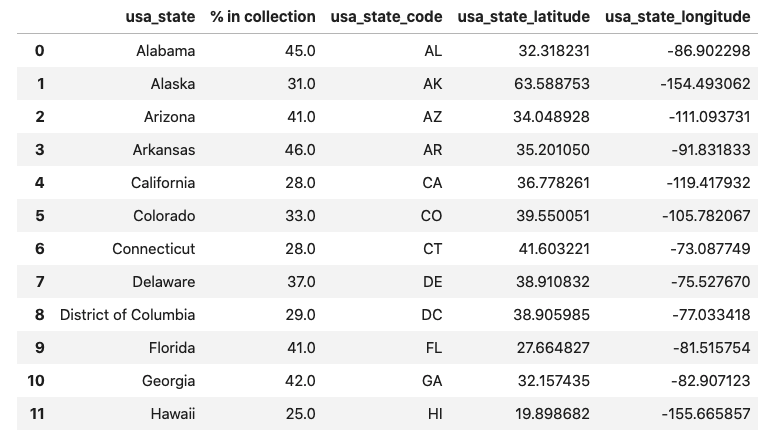 usa_state % in collection usa_state_code usa_state_latitude usa_state_longitude
0 Alabama 45.0 AL 32.318231 -86.902298
1 Alaska 31.0 AK 63.588753 -154.493062
2 Arizona 41.0 AZ 34.048928 -111.093731
3 Arkansas 46.0 AR 35.201050 -91.831833
4 California 28.0 CA 36.778261 -119.417932
5 Colorado 33.0 CO 39.550051 -105.782067
6 Connecticut 28.0 CT 41.603221 -73.087749
7 Delaware 37.0 DE 38.910832 -75.527670
8 District of Columbia 29.0 DC 38.905985 -77.033418
9 Florida 41.0 FL 27.664827 -81.515754
10 Georgia 42.0 GA 32.157435 -82.907123
11 Hawaii 25.0 HI 19.898682 -155.665857